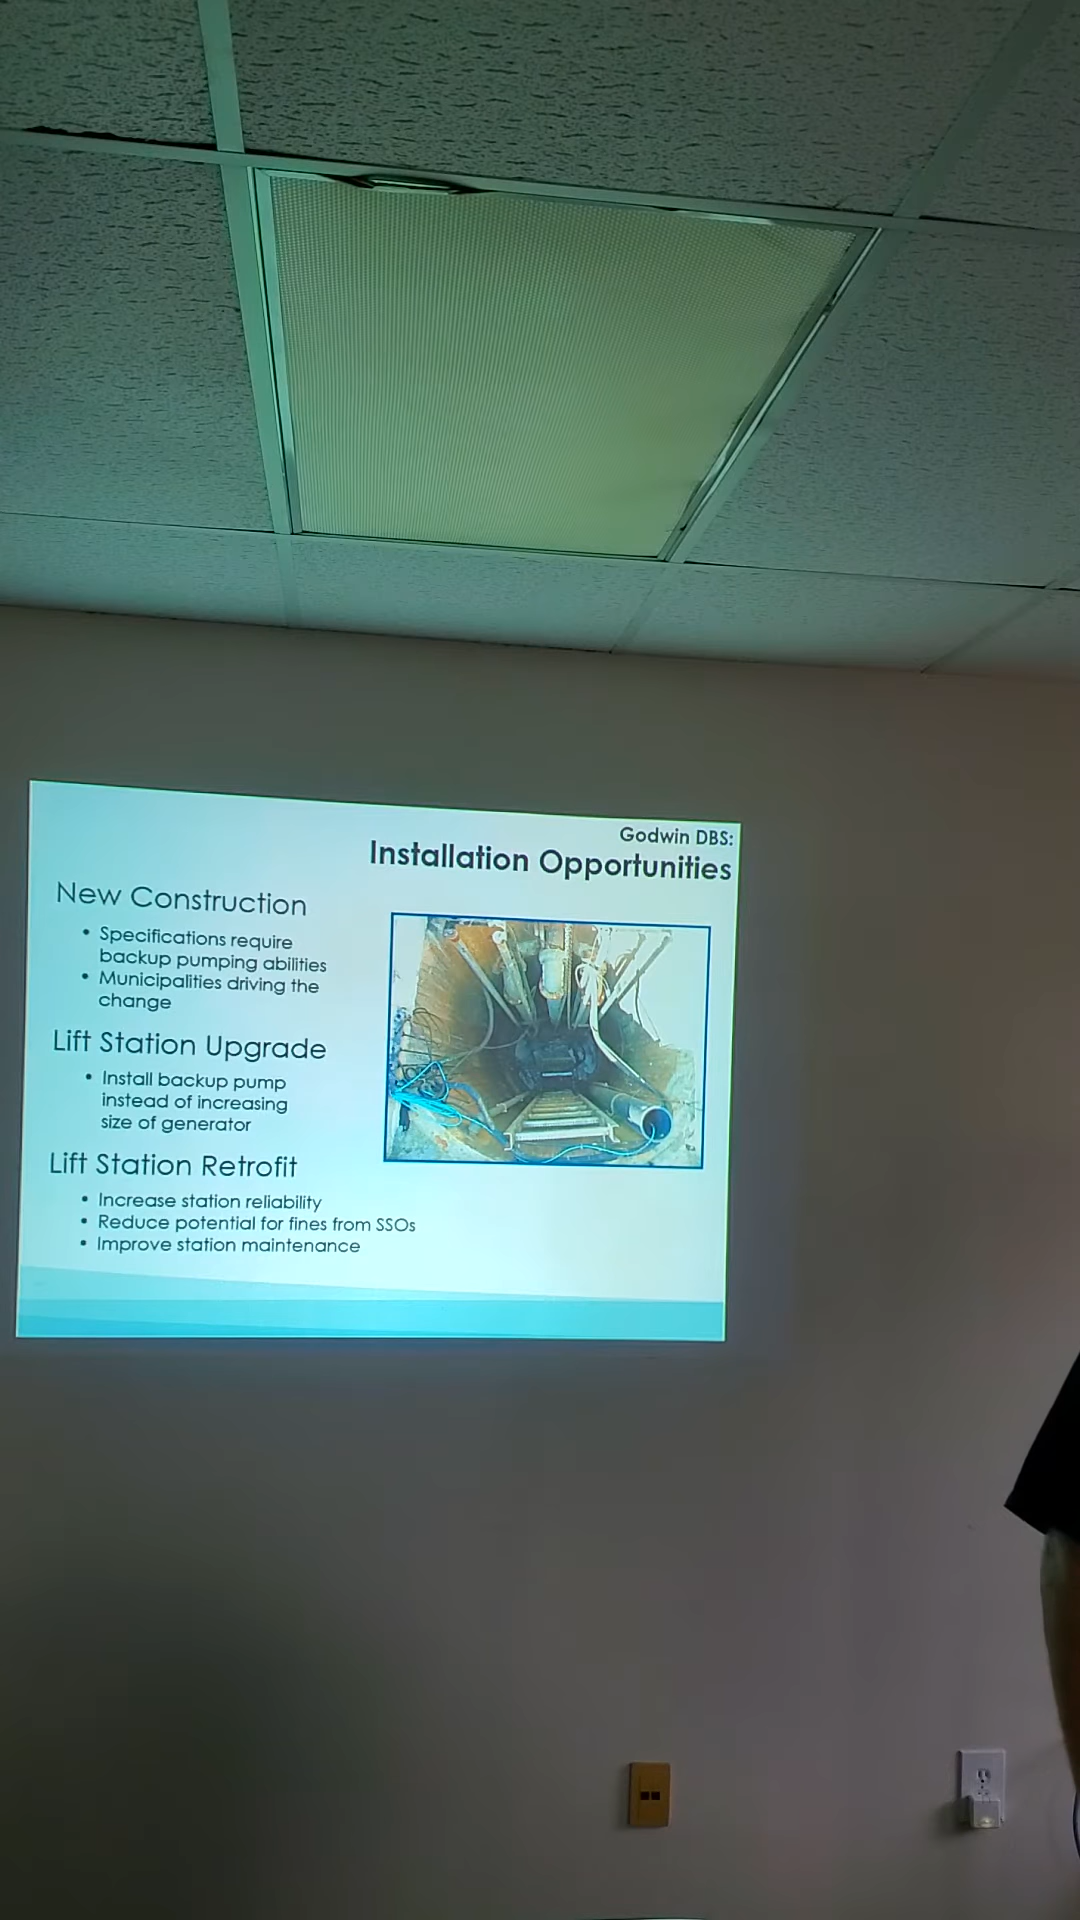 Godwin DBS:
Installation Opportunities
New Construction
• Specifications require
backup pumping abilities
• Municipalities driving the
change
Lift Station Upgrade
• Install backup pump
instead of increasing
size of generator
Lift Station Retrofit
• Increase station reliability
• Reduce potential for fines from SSOs
• Improve station maintenance